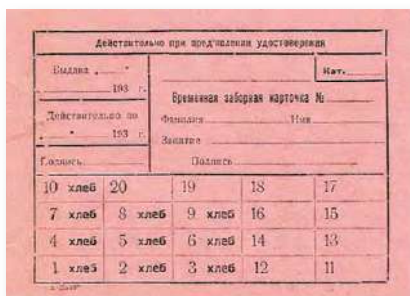 Действительно при предъявлении удостоверения
Выдана
193 г.
Кат.
Временная заборная карточка №
Действительно по
193 г.
Фамилия Имя
Занятие
Подпись
Подпись
10 хлеб 20 19 18 17
7 хлеб 8 хлеб 9 хлеб 16 15
4 хлеб 5 хлеб 6 хлеб 14 13
1 хлеб 2 хлеб 3 хлеб 12 11